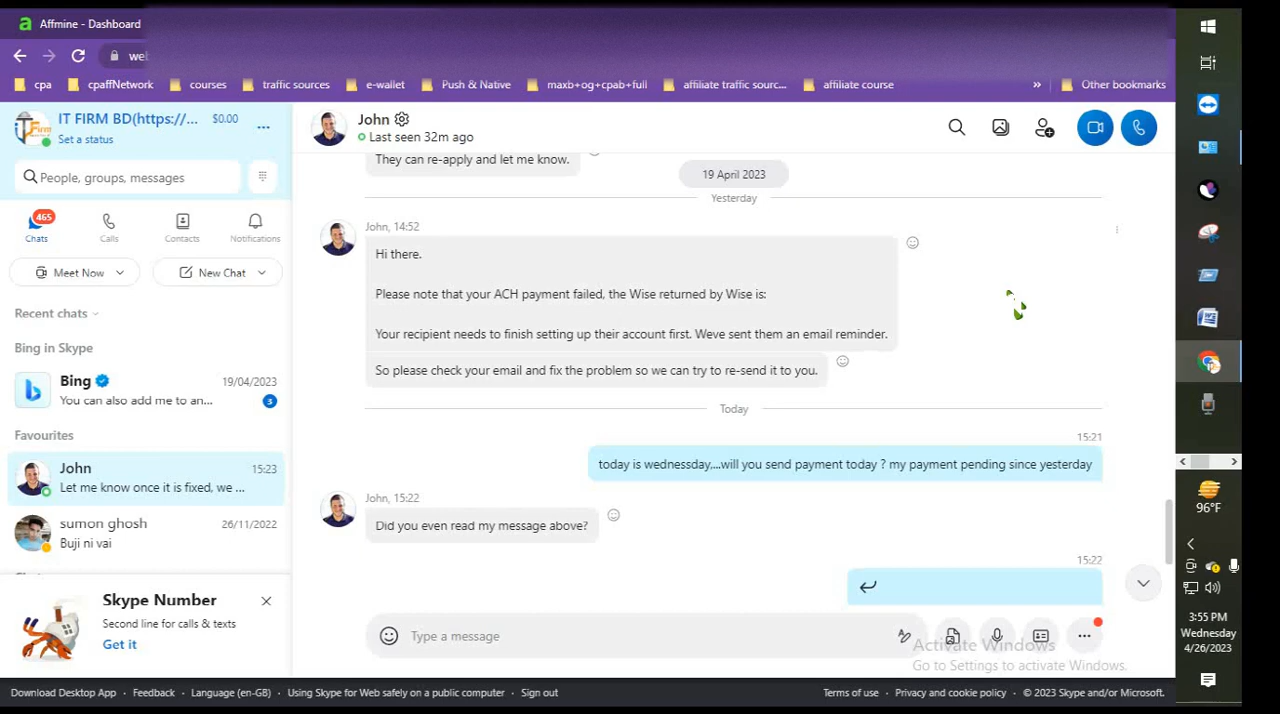 Affmine - Dashboard
cpa
cpaffNetwork
courses
traffic sources
e-wallet
Push & Native
maxb+og+cpab+full
affiliate traffic sourc...
affiliate course
»
Other bookmarks
IT FIRM BD(https://...
$0.00
Set a status
People, groups, messages
465
Chats
Calls
Contacts
Notifications
Meet Now
New Chat
Recent chats
Bing in Skype
Bing
19/04/2023
You can also add me to an...
3
Favourites
John
15:23
Let me know once it is fixed, we ...
sumon ghosh
26/11/2022
Buji ni vai
Skype Number
Second line for calls & texts
Get it
John
Last seen 32m ago
They can re-apply and let me know.
19 April 2023
Yesterday
John, 14:52
Hi there.
Please note that your ACH payment failed, the Wise returned by Wise is:
Your recipient needs to finish setting up their account first. Weve sent them an email reminder.
So please check your email and fix the problem so we can try to re-send it to you.
Today
15:21
today is wednesday,...will you send payment today ? my payment pending since yesterday
John, 15:22
Did you even read my message above?
15:22
Type a message
Activate Windows
Go to Settings to activate Windows.
Download Desktop App
Feedback
Language (en-GB)
Using Skype for Web safely on a public computer
Sign out
Terms of use
Privacy and cookie policy
© 2023 Skype and/or Microsoft.
96°F
3:55 PM
Wednesday
4/26/2023